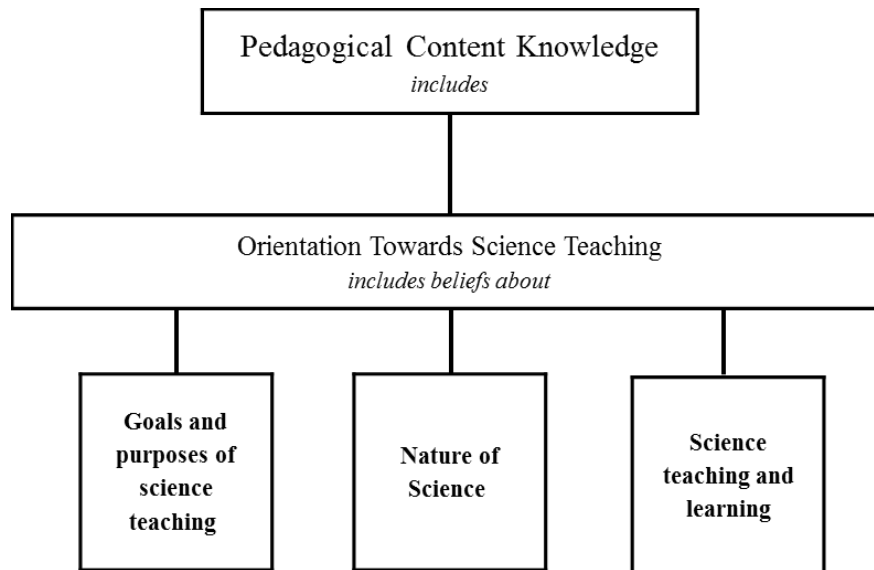 Pedagogical Content Knowledge
includes
Orientation Towards Science Teaching
includes beliefs about
Goals and
purposes of
science
teaching
Nature of
Science
Science
teaching and
learning